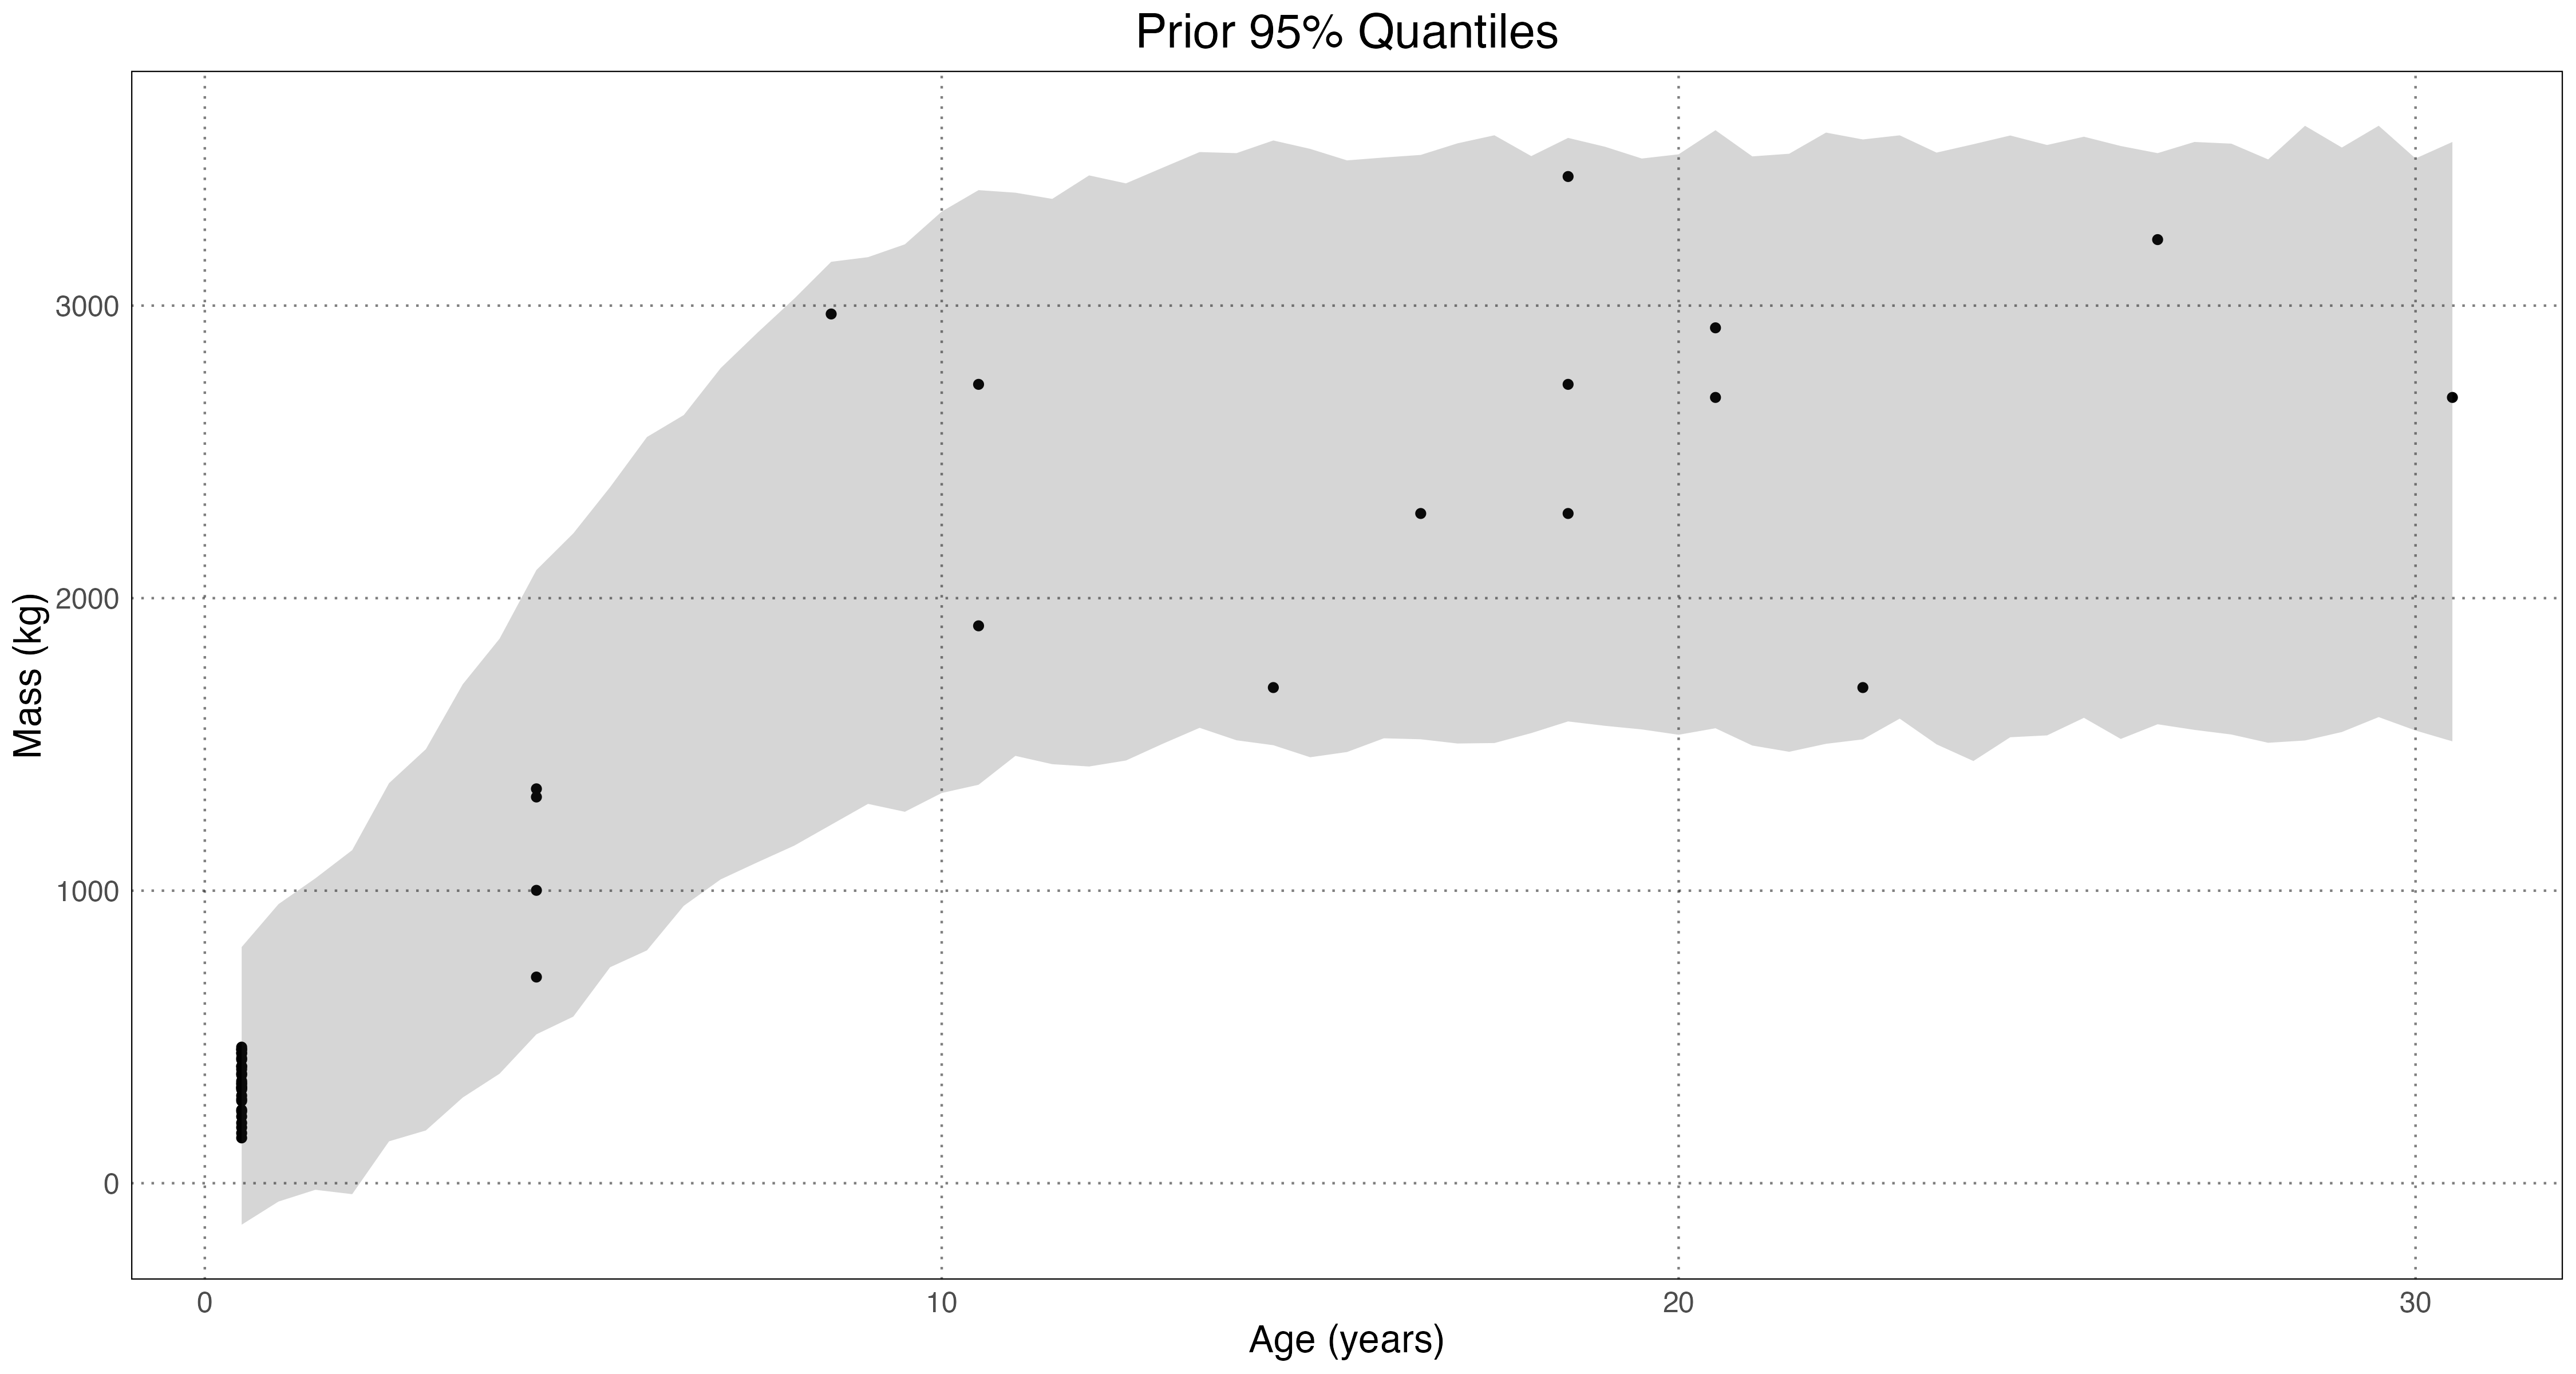 Prior 95% Quantiles
Mass (kg)
3000
2000
1000
0
0 10 20 30
Age (years)